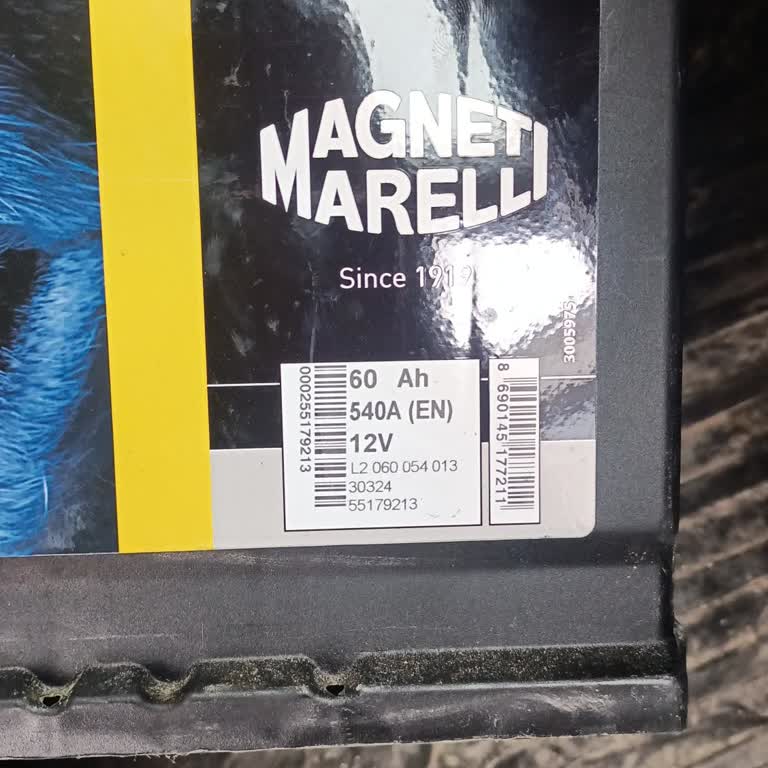 MAGNETI
MARELLI
Since 1919
3005975
60 Ah
540A (EN)
12V
L2 060 054 013
30324
55179213
000255179213
8 690145 177211